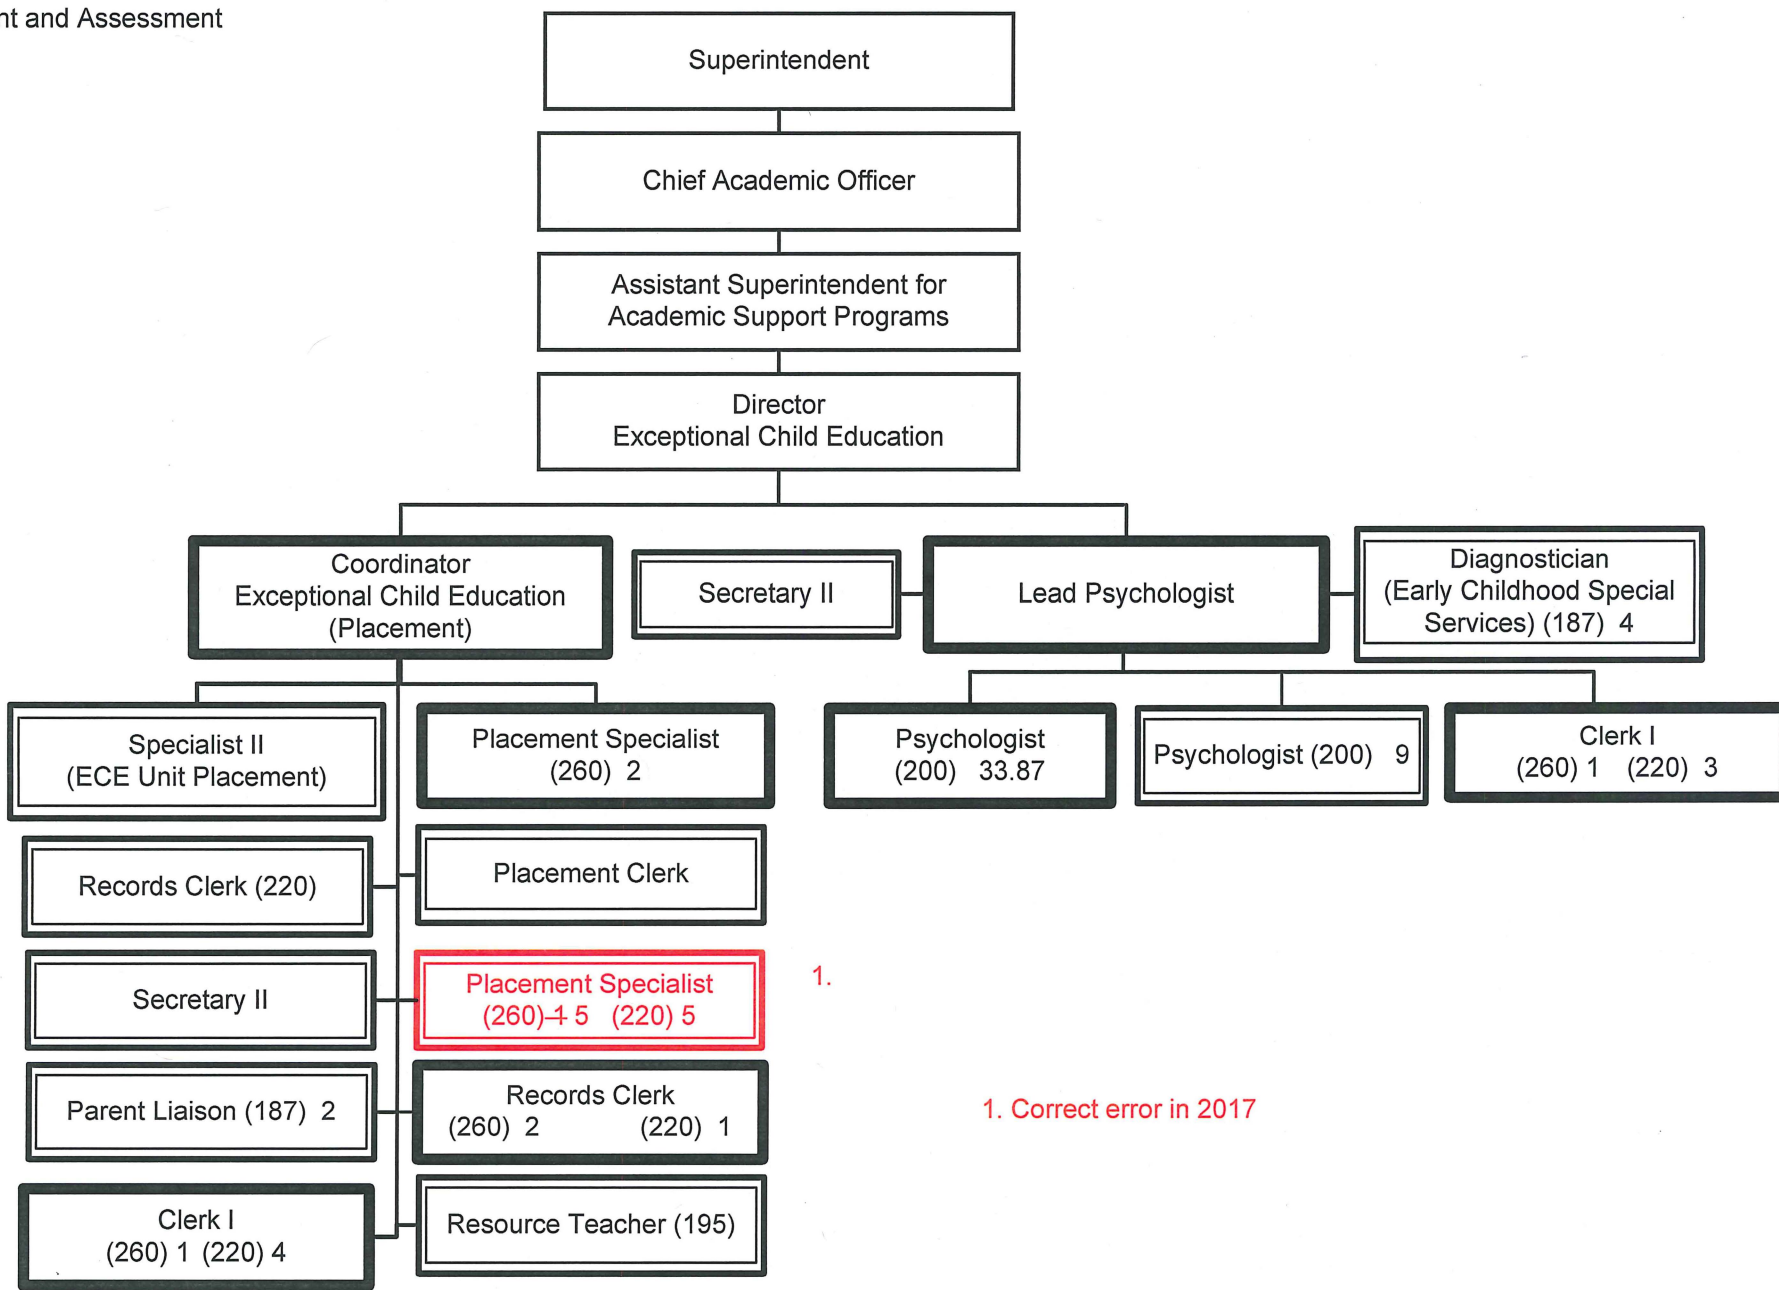 and Assessment
Superintendent
Chief Academic Officer
Assistant Superintendent for
Academic Support Programs
Director
Exceptional Child Education
Coordinator
Exceptional Child Education
(Placement)
Secretary II
Lead Psychologist
Diagnostician
(Early Childhood Special
Services) (187) 4
Specialist II
(ECE Unit Placement)
Placement Specialist
(260) 2
Psychologist
(200) 33.87
Psychologist (200) 9
Clerk I
(260) 1 (220) 3
Records Clerk (220)
Placement Clerk
Secretary II
Placement Specialist
(260) 1 5 (220) 5
1.
Parent Liaison (187) 2
Records Clerk
(260) 2 (220) 1
1. Correct error in 2017
Clerk I
(260) 1 (220) 4
Resource Teacher (195)